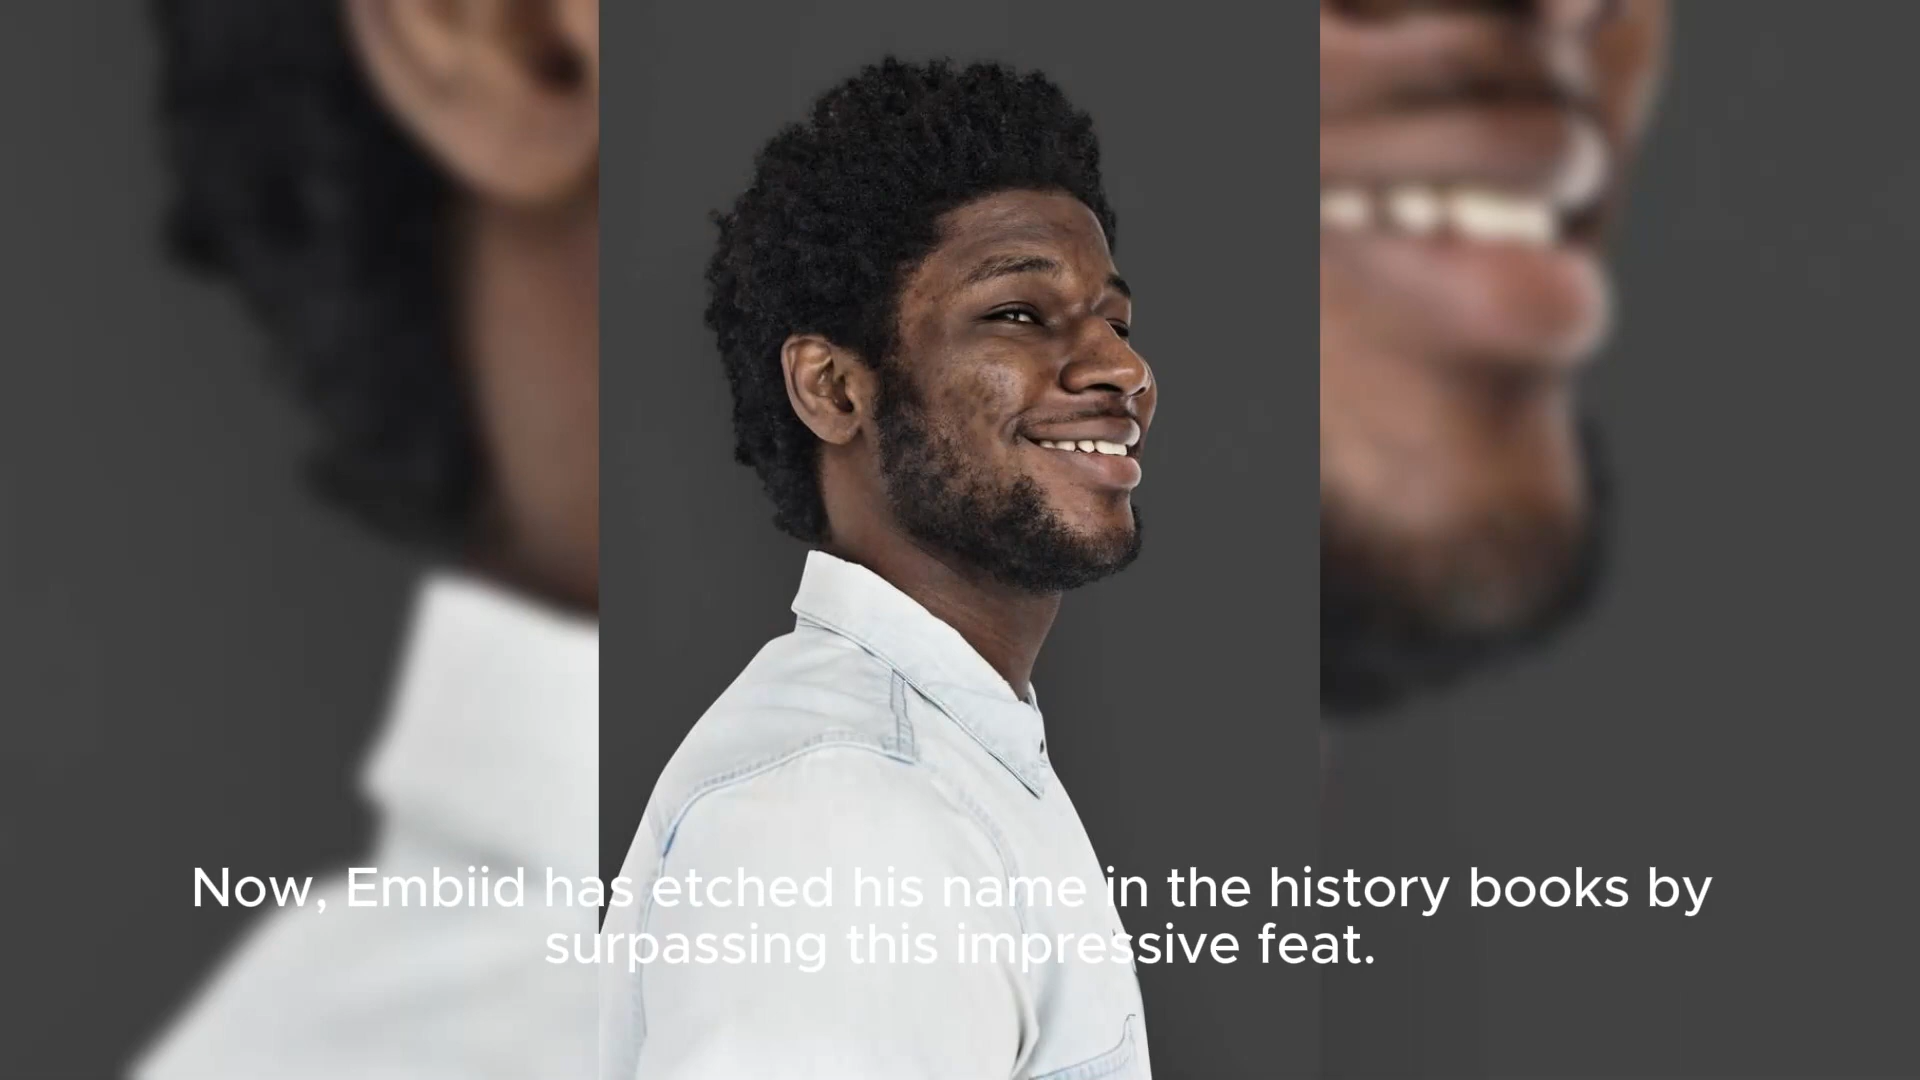 Now, Embiid has etched his name in the history books by
surpassing this impressive feat.